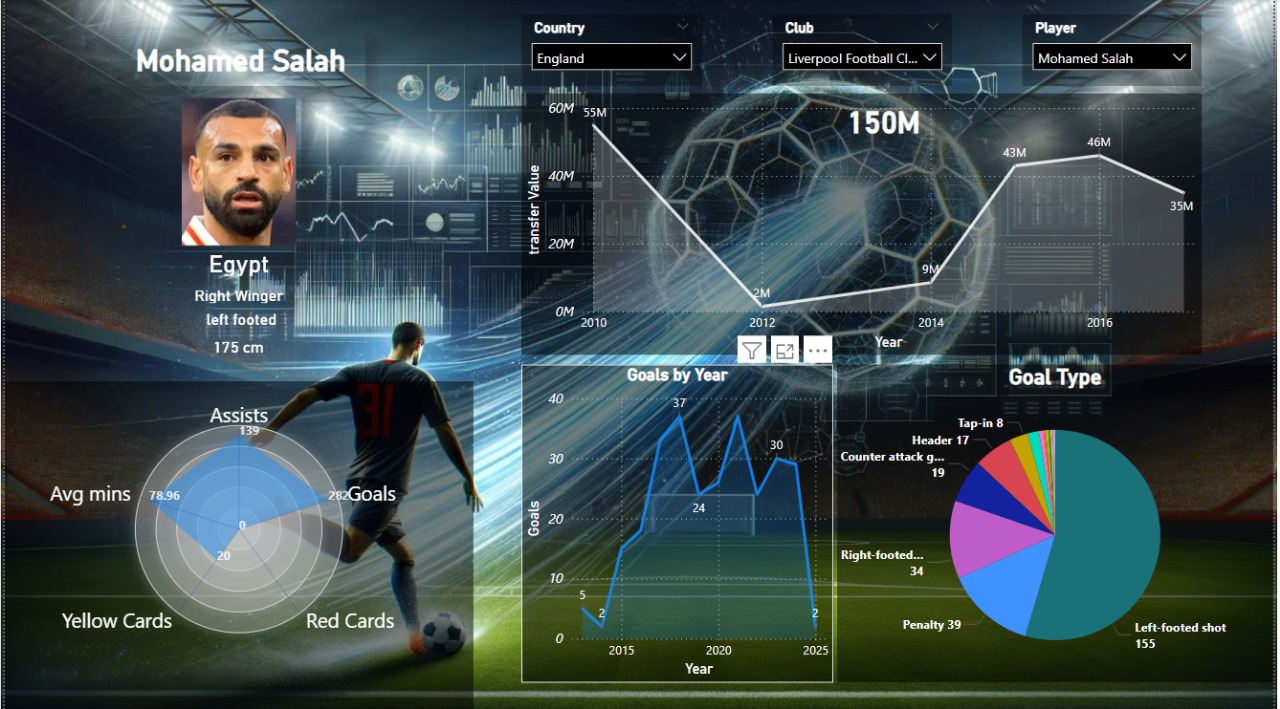 Mohamed Salah
Egypt
Right Winger
left footed
175 cm
Country
England
Club
Liverpool Football Cl...
Player
Mohamed Salah
150M
transfer Value
60M
40M
20M
0M
55M
2M
9M
43M
46M
35M
2010
2012
2014
2016
Year
31
Assists
139
Avg mins
78.96
282
Goals
0
20
Yellow Cards
Red Cards
Goals by Year
Goals
40
30
20
10
0
5
2
37
24
30
2
2015
2020
2025
Year
Goal Type
Tap-in 8
Header 17
Counter attack g...
19
Right-footed...
34
Penalty 39
Left-footed shot
155